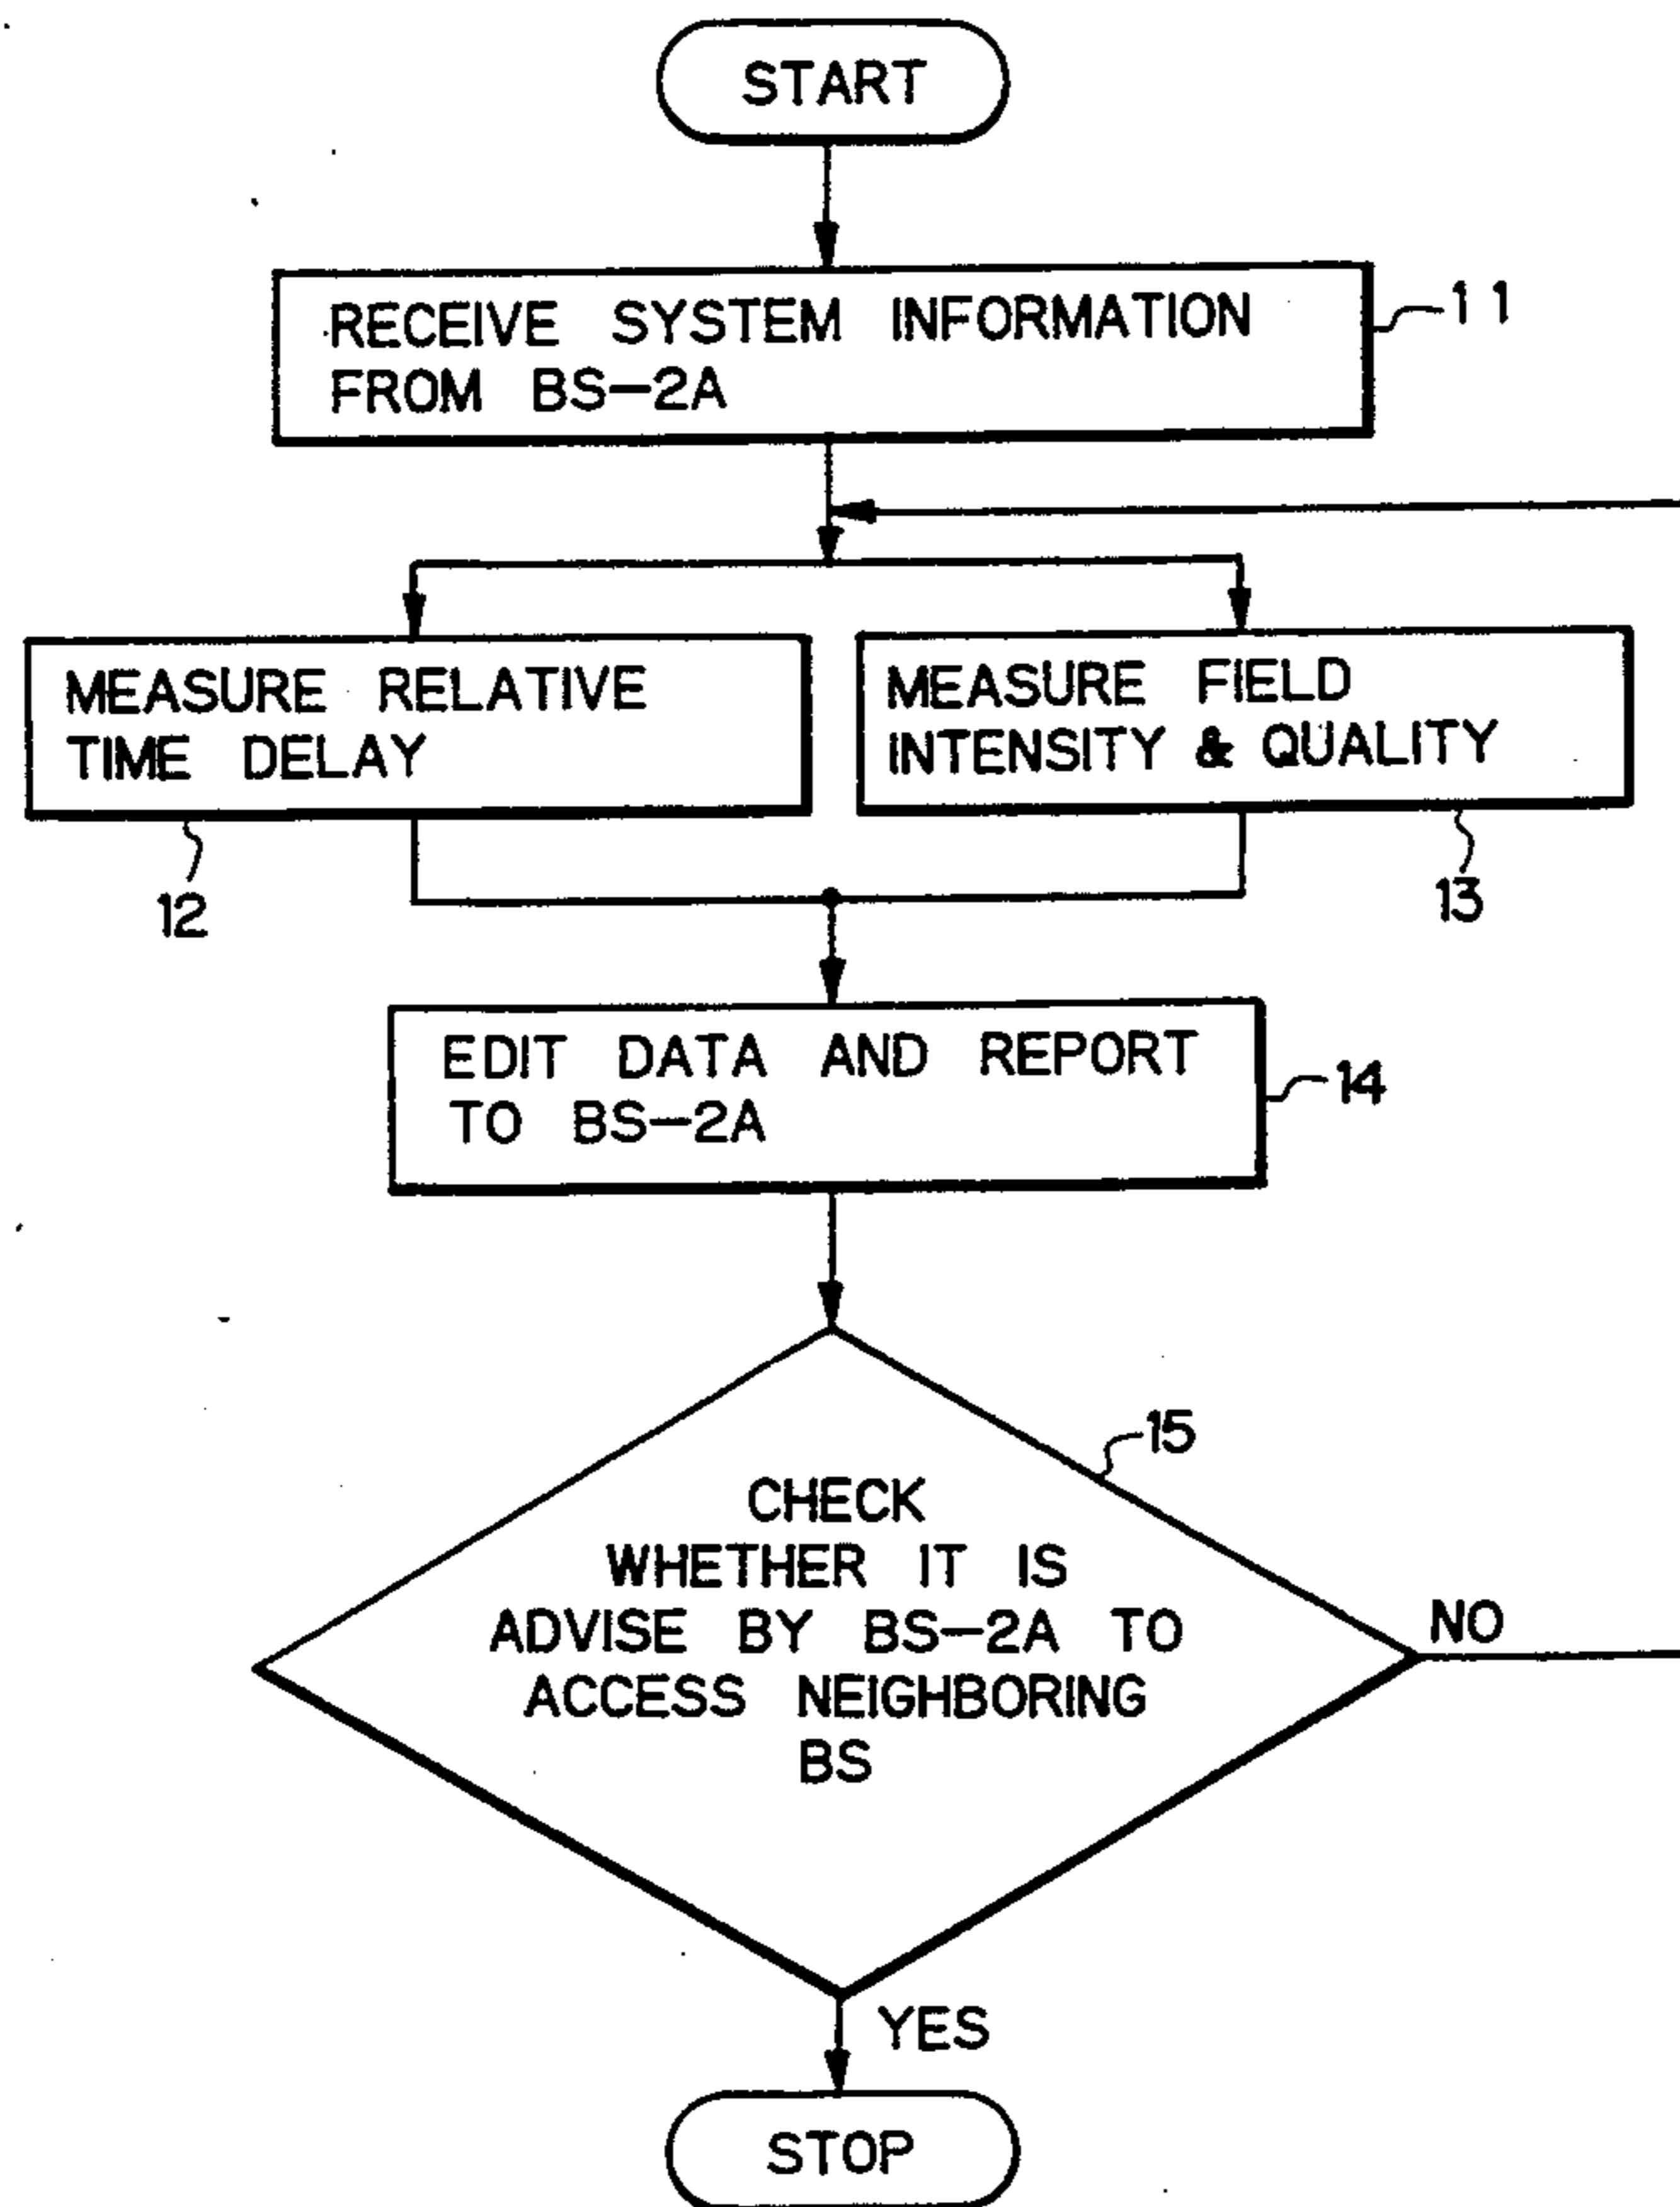 START
RECEIVE SYSTEM INFORMATION
FROM BS-2A
11
MEASURE RELATIVE
TIME DELAY
12
MEASURE FIELD
INTENSITY & QUALITY
13
EDIT DATA AND REPORT
TO BS-2A
14
CHECK
WHETHER IT IS
ADVISE BY BS-2A TO
ACCESS NEIGHBORING
BS
15
NO
YES
STOP